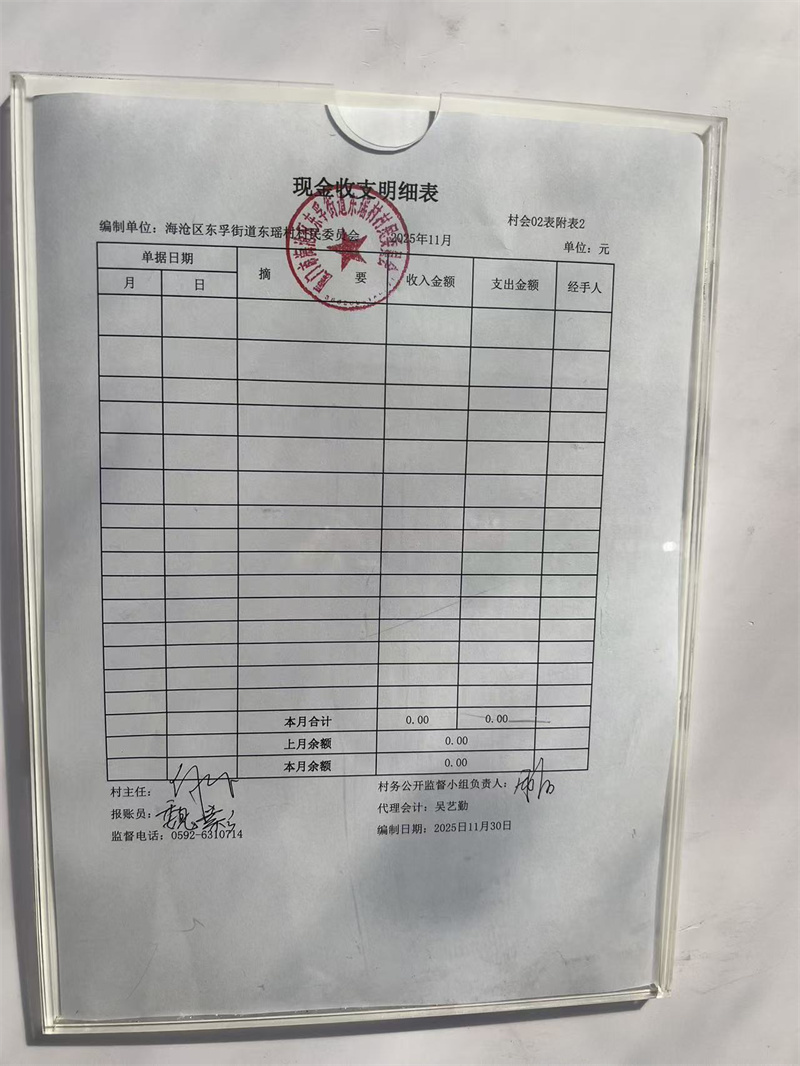 现金收支明细表
村会02表附表2
编制单位：海沧区东孚街道东瑶村村民委员会 2025年11月
单位：元
单据日期 摘 要 收入金额 支出金额 经手人
月 日
本月合计 0.00 0.00
上月余额 0.00
本月余额 0.00
村主任： 村务公开监督小组负责人：
报账员： 代理会计：吴艺勤
监督电话：0592-6310714 编制日期：2025日11月30日